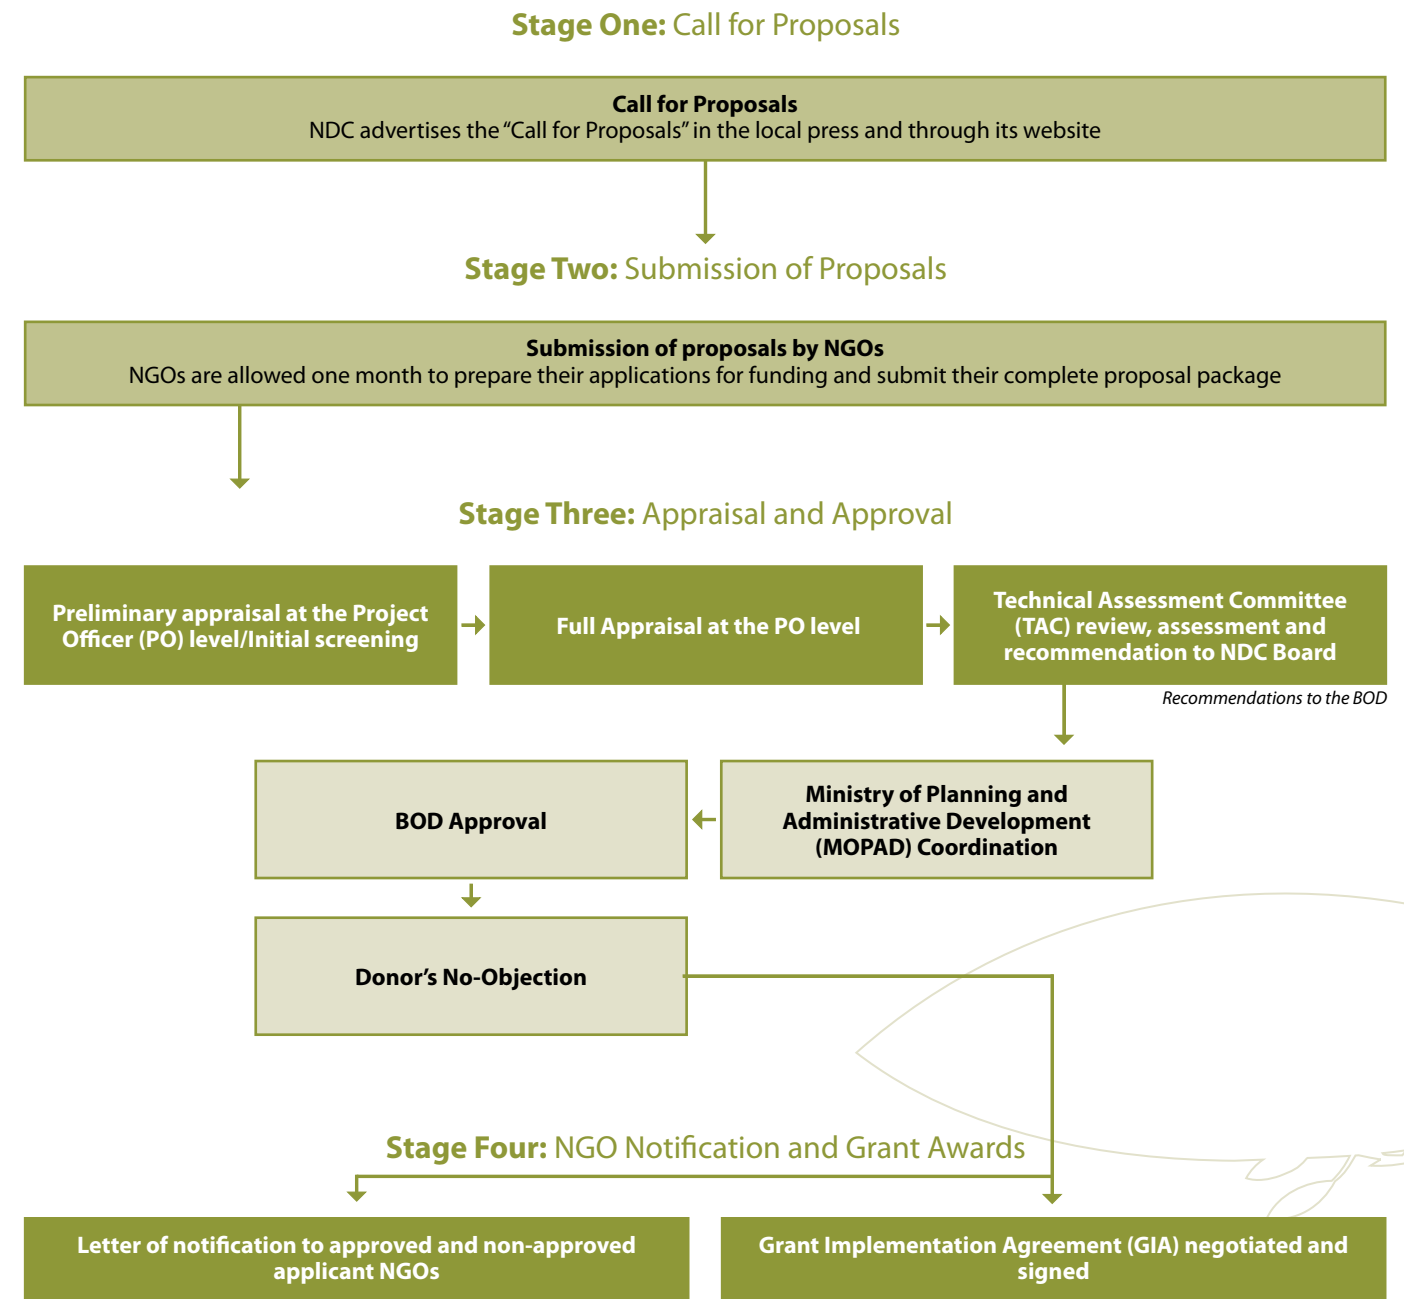 Stage One: Call for Proposals
Call for Proposals
NDC advertises the “Call for Proposals” in the local press and through its website
Stage Two: Submission of Proposals
Submission of proposals by NGOs
NGOs are allowed one month to prepare their applications for funding and submit their complete proposal package
Stage Three: Appraisal and Approval
Preliminary appraisal at the Project
Officer (PO) level/Initial screening
Full Appraisal at the PO level
Technical Assessment Committee
(TAC) review, assessment and
recommendation to NDC Board
Recommendations to the BOD
BOD Approval
Ministry of Planning and
Administrative Development
(MOPAD) Coordination
Donor’s No-Objection
Stage Four: NGO Notification and Grant Awards
Letter of notification to approved and non-approved
applicant NGOs
Grant Implementation Agreement (GIA) negotiated and
signed